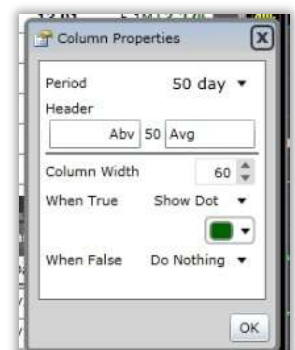 Column Properties
X
Period 50 day
Header
Abv 50 Avg
Column Width 60
When True Show Dot
When False Do Nothing
OK